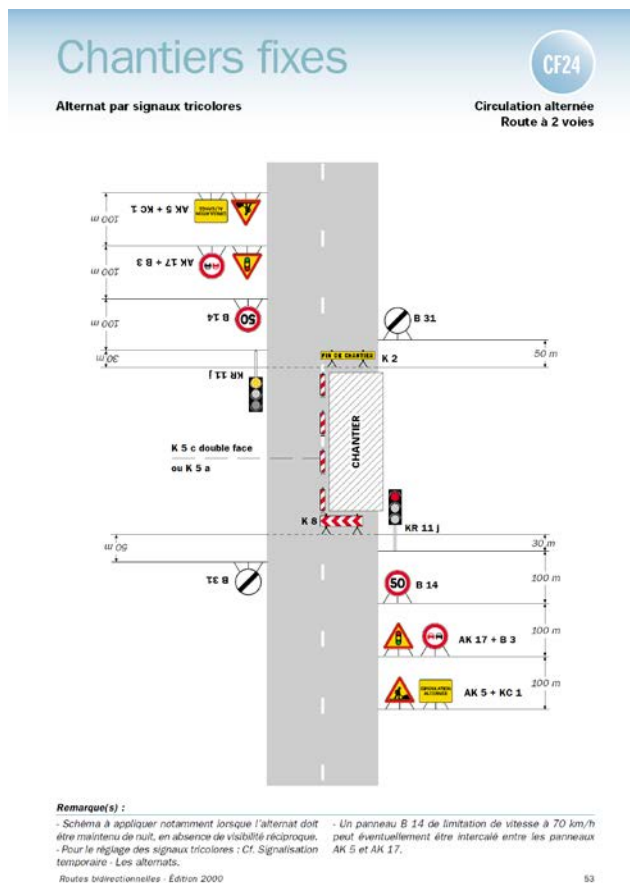 Chantiers fixes
CF24
Alternat par signaux tricolores
Circulation alternée
Route à 2 voies
100 m
CIRCULATION
ALTERNÉE
AK 5 + KC 1
100 m
AK 17 + B 3
100 m
50
B 14
B 31
30 m
KR 11 j
FIN DE CHANTIER
K 2
50 m
K 5 c double face
ou K 5 a
CHANTIER
K 8
KR 11 j
50 m
30 m
B 31
50
B 14
100 m
AK 17 + B 3
100 m
CIRCULATION
ALTERNÉE
AK 5 + KC 1
100 m
Remarque(s) :
- Schéma à appliquer notamment lorsque l'alternat doit
être maintenu de nuit, en absence de visibilité réciproque.
- Pour le réglage des signaux tricolores : Cf. Signalisation
temporaire - Les alternats.
- Un panneau B 14 de limitation de vitesse à 70 km/h
peut éventuellement être intercalé entre les panneaux
AK 5 et AK 17.
Routes bidirectionnelles - Édition 2000
53